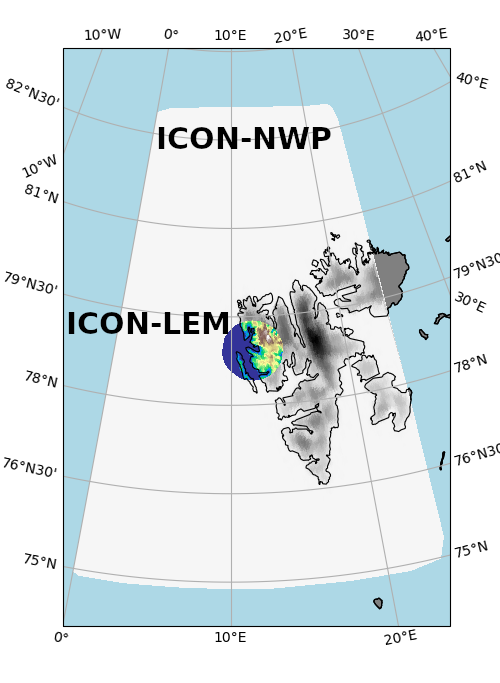 10°W 0° 10°E 20°E 30°E 40°E
82°N30' 40°E
ICON-NWP
10°W 81°N
81°N
79°N30 
79°N30' 30°E
ICON-LEM
78°N 78°N
76°N30' 76°N30
75°N 75°N
0° 10°E 20°E